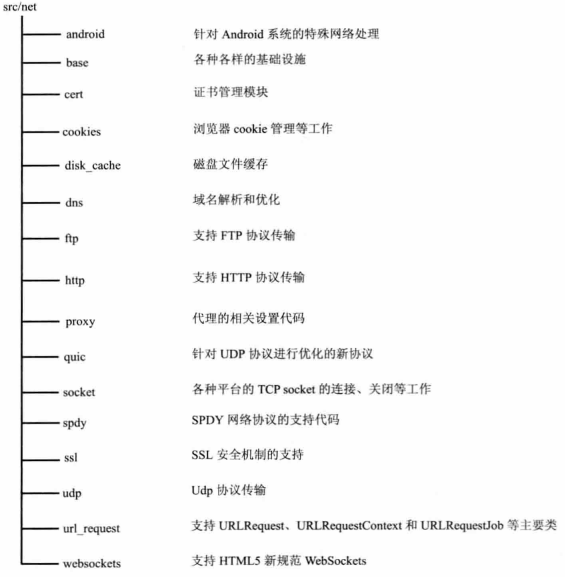 src/net
android 针对 Android 系统的特殊网络处理
base 各种各样的基础设施
cert 证书管理模块
cookies 浏览器 cookie 管理等工作
disk_cache 磁盘文件缓存
dns 域名解析和优化
ftp 支持 FTP 协议传输
http 支持 HTTP 协议传输
proxy 代理的相关设置代码
quic 针对 UDP 协议进行优化的新协议
socket 各种平台的 TCP socket 的连接、关闭等工作
spdy SPDY 网络协议的支持代码
ssl SSL 安全机制的支持
udp Udp 协议传输
url_request 支持 URLRequest、URLRequestContext 和 URLRequestJob 等主要类
websockets 支持 HTML5 新规范 WebSockets